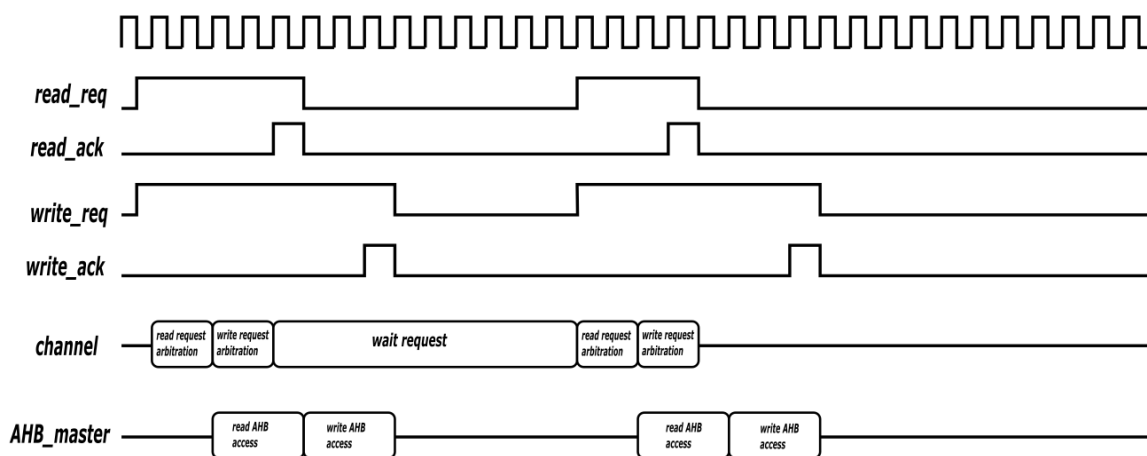 read_req
read_ack
write_req
write_ack
channel
read request
arbitration
write request
arbitration
wait request
read request
arbitration
write request
arbitration
AHB_master
read AHB
access
write AHB
access
read AHB
access
write AHB
access